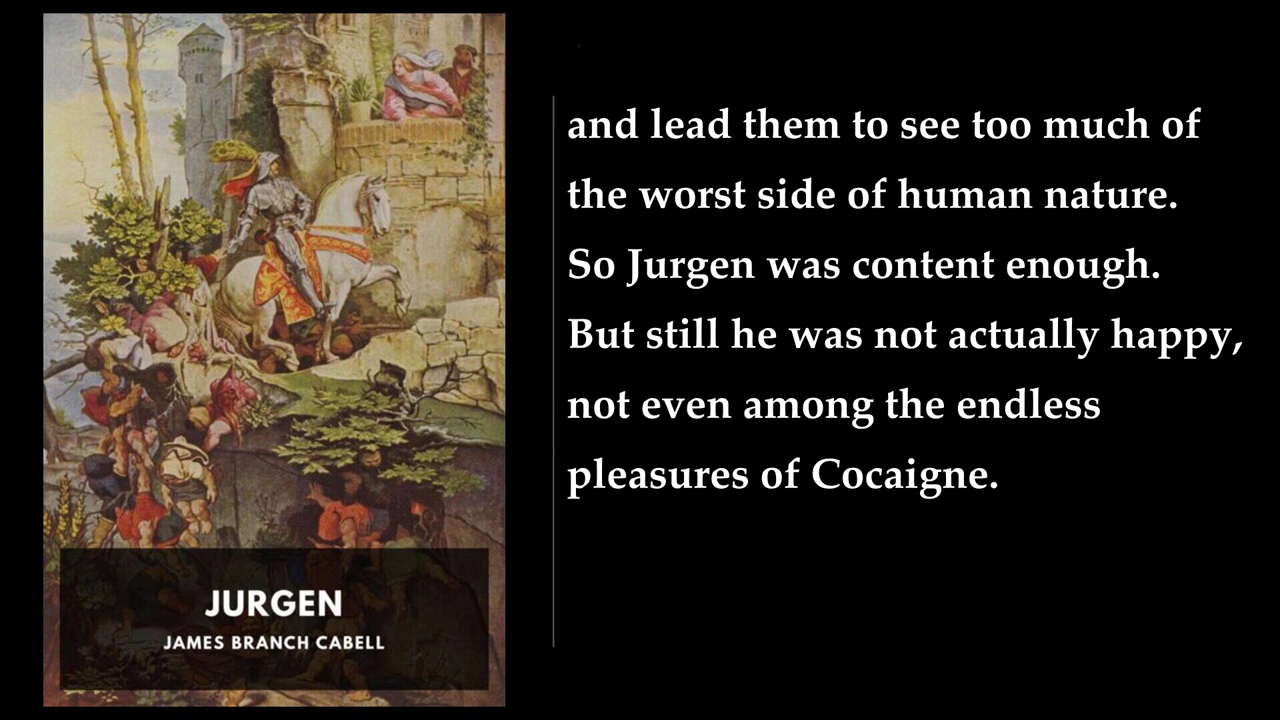 and lead them to see too much of
the worst side of human nature.
So Jurgen was content enough.
But still he was not actually happy,
not even among the endless
pleasures of Cocaigne.
JURGEN
JAMES BRANCH CABELL